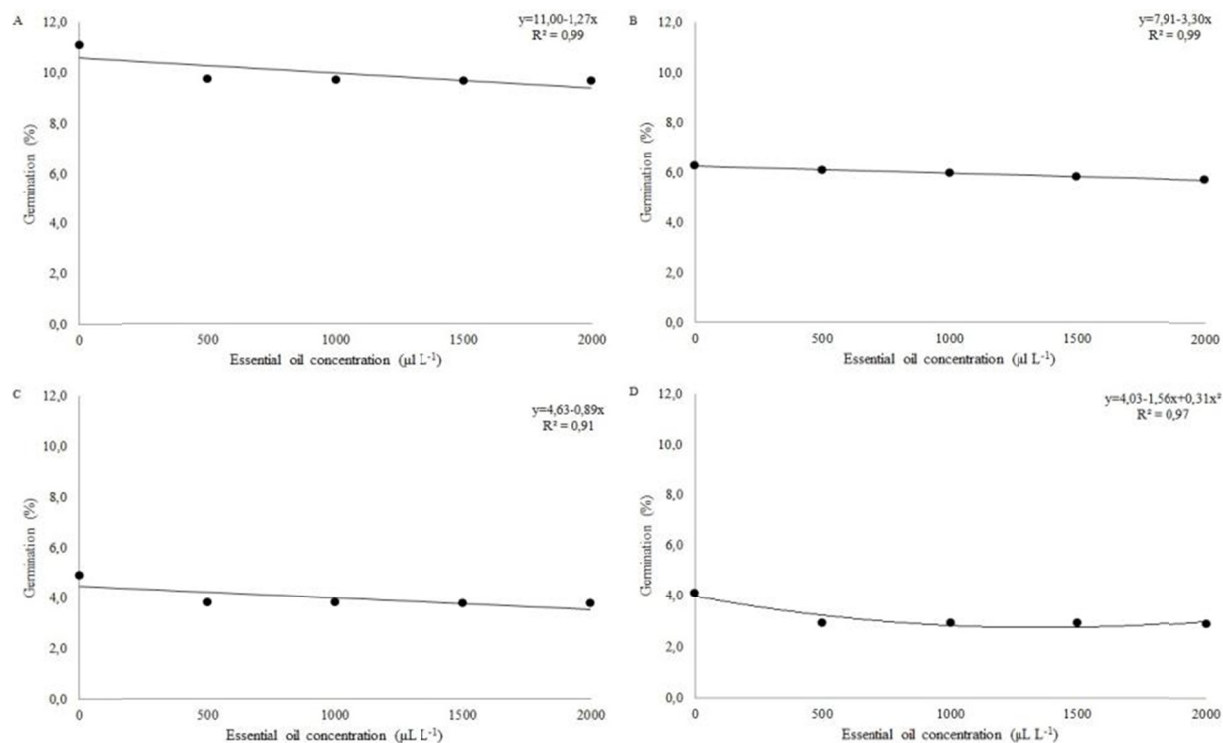 A
y=11,00-1,27x
R² = 0,99
12,0
10,0
8,0
6,0
4,0
2,0
0,0
Germination (%)
0 500 1000 1500 2000
Essential oil concentration (µl L⁻¹)
B
y=7,91-3,30x
R² = 0,99
12,0
10,0
8,0
6,0
4,0
2,0
0,0
Germination (%)
0 500 1000 1500 2000
Essential oil concentration (µl L⁻¹)
C
y=4,63-0,89x
R² = 0,91
12,0
10,0
8,0
6,0
4,0
2,0
0,0
Germination (%)
0 500 1000 1500 2000
Essential oil concentration (µL L⁻¹)
D
y=4,03-1,56x+0,31x²
R² = 0,97
12,0
10,0
8,0
6,0
4,0
2,0
0,0
Germination (%)
0 500 1000 1500 2000
Essential oil concentration (µL L⁻¹)